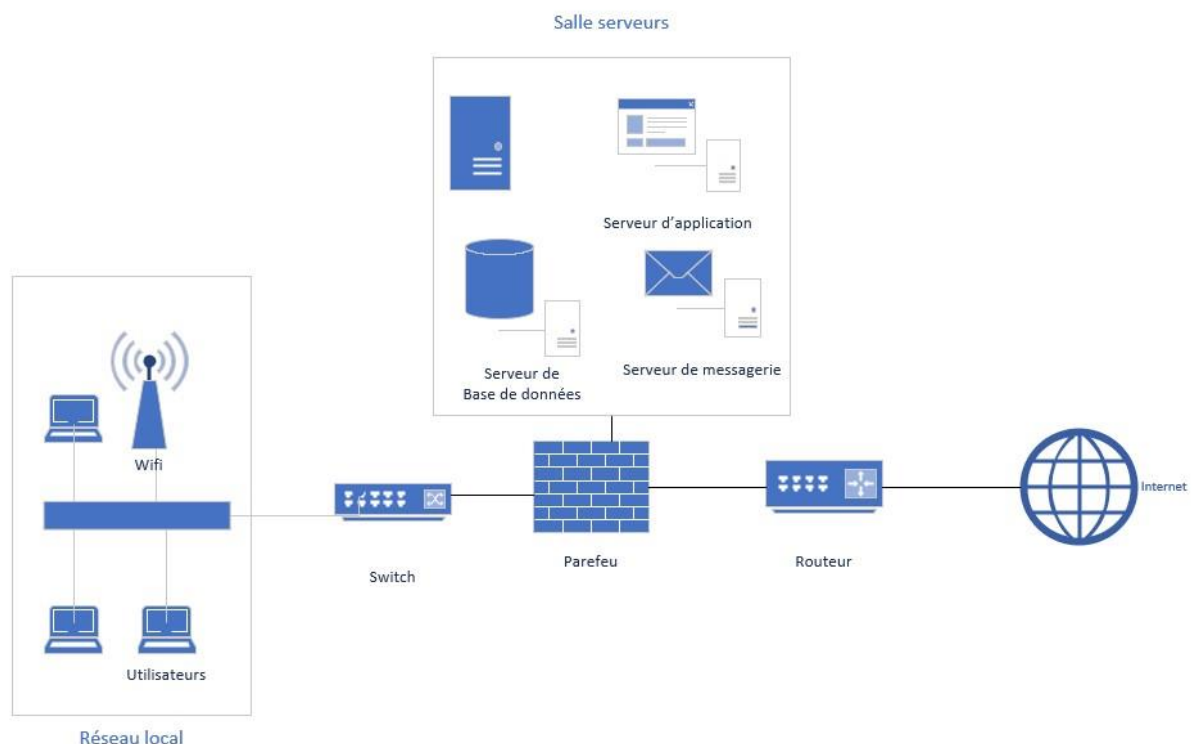 Salle serveurs
Serveur d'application
Serveur de
Base de données
Serveur de messagerie
Wifi
Internet
Switch
Parefeu
Routeur
Utilisateurs
Réseau local